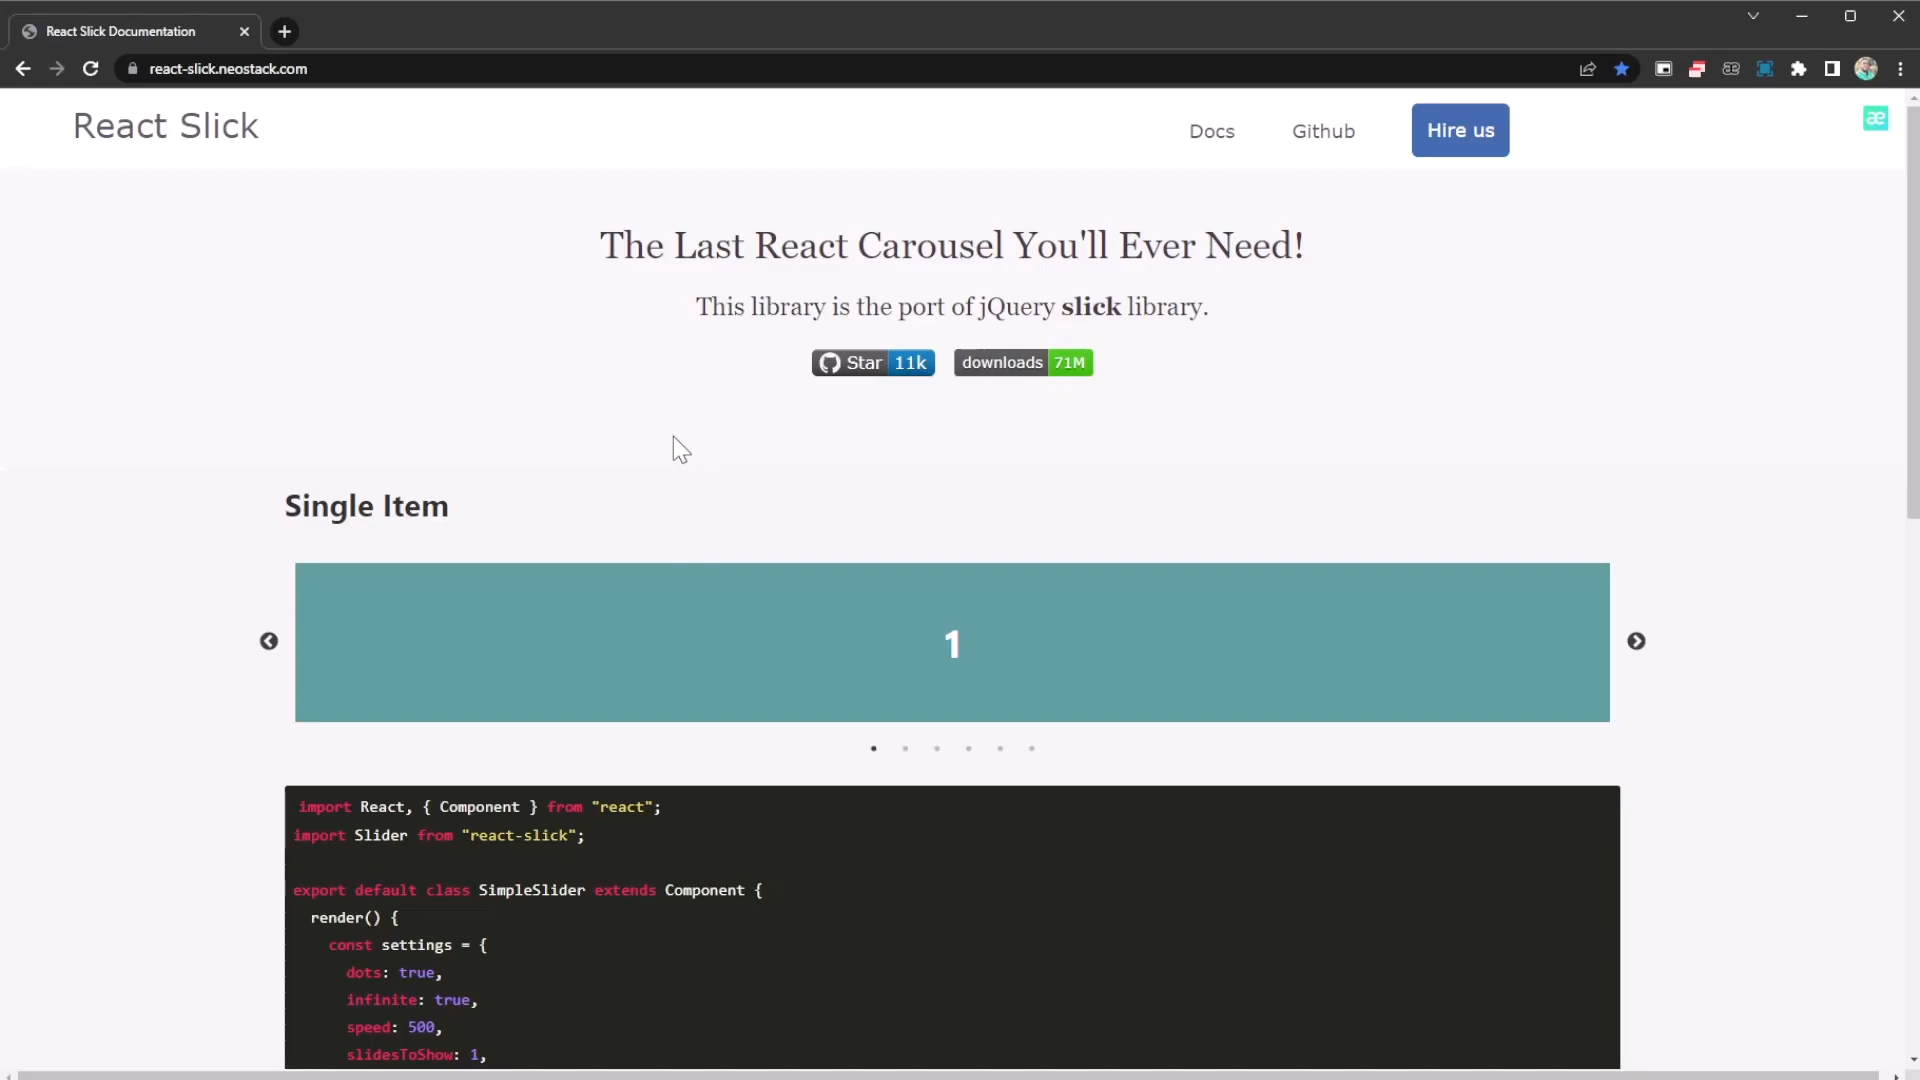 React Slick Documentation
react-slick.neostack.com
React Slick
Docs
Github
Hire us
æ
The Last React Carousel You'll Ever Need!
This library is the port of jQuery slick library.
Star 11k
downloads 71M
Single Item
1
import React, { Component } from "react";
import Slider from "react-slick";
export default class SimpleSlider extends Component {
render() {
const settings = {
dots: true,
infinite: true,
speed: 500,
slidesToShow: 1,